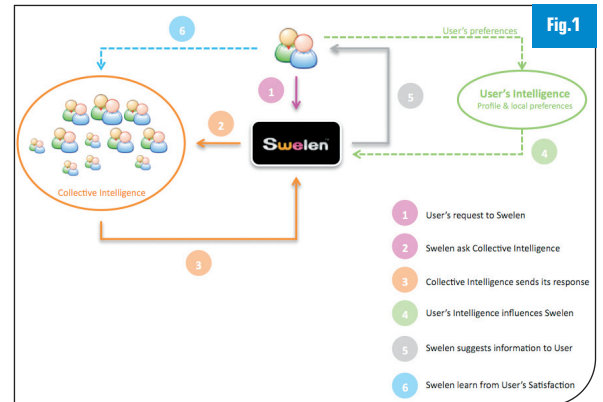 Fig.1
6
User's preferences
1
5
User's Intelligence
Profile & local preferences
2
Swelen
4
Collective Intelligence
3
1 User's request to Swelen
2 Swelen ask Collective Intelligence
3 Collective Intelligence sends its response
4 User's Intelligence influences Swelen
5 Swelen suggests information to User
6 Swelen learn from User's Satisfaction